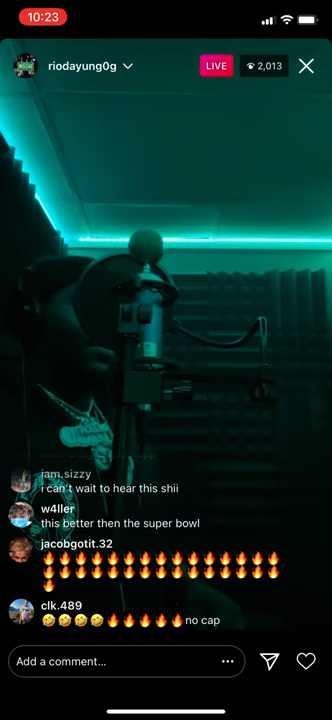 10:23
riodayung0g
LIVE
2,013
iam.sizzy
i can't wait to hear this shii
w4ller
this better then the super bowl
jacobgotit.32
🔥🔥🔥🔥🔥🔥🔥🔥🔥🔥🔥🔥🔥🔥
🔥🔥🔥🔥🔥🔥🔥🔥🔥🔥🔥🔥🔥🔥
🔥
clk.489
🤣🤣🤣🤣🔥🔥🔥🔥🔥no cap
Add a comment...